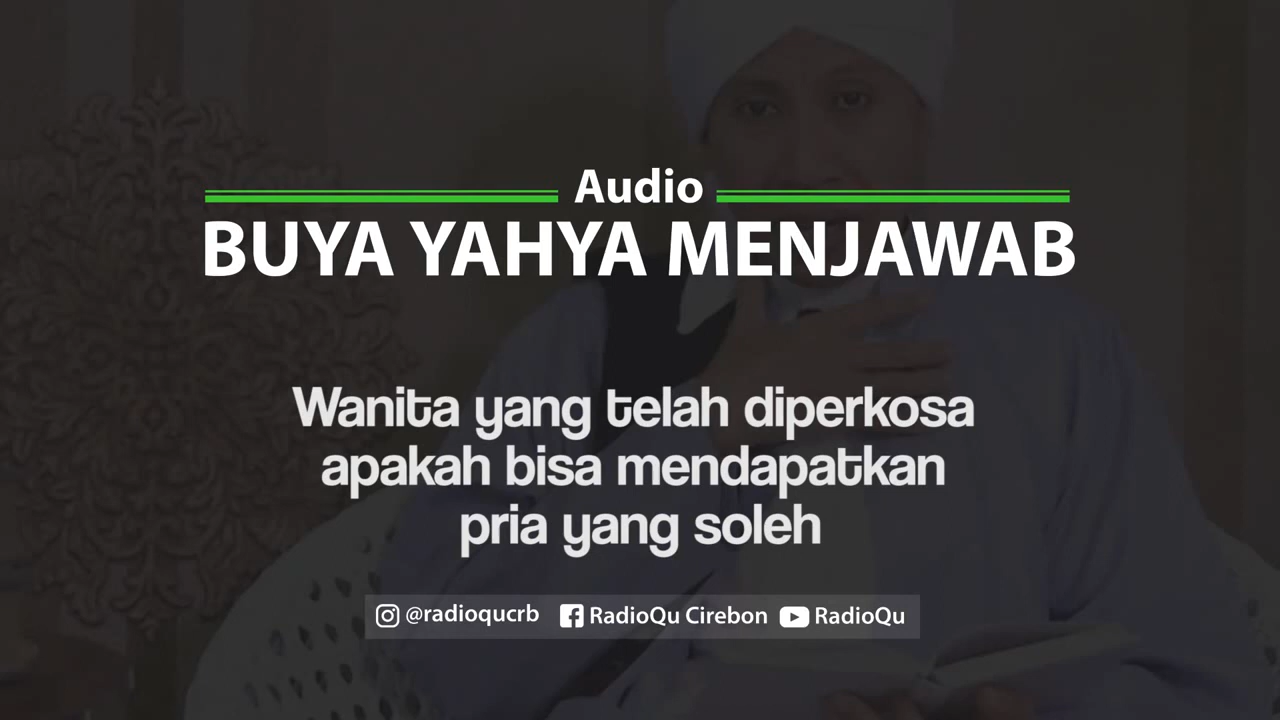 Audio
BUYA YAHYA MENJAWAB
Wanita yang telah diperkosa
apakah bisa mendapatkan
pria yang soleh
@radioqucrb RadioQu Cirebon RadioQu